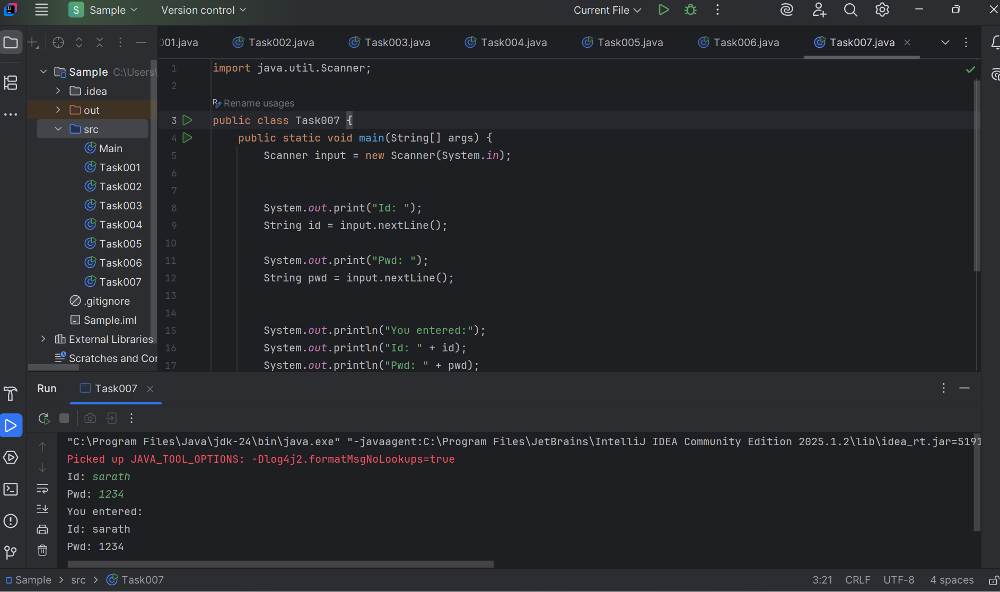 S Sample Version control Current File
001.java Task002.java Task003.java Task004.java Task005.java Task006.java Task007.java
Sample C:\Users\
.idea
out
src
Main
Task001
Task002
Task003
Task004
Task005
Task006
Task007
.gitignore
Sample.iml
External Libraries
Scratches and Cor
1 import java.util.Scanner;
2
Rename usages
3 public class Task007 {
4 public static void main(String[] args) {
5 Scanner input = new Scanner(System.in);
6
7
8 System.out.print("Id: ");
9 String id = input.nextLine();
10
11 System.out.print("Pwd: ");
12 String pwd = input.nextLine();
13
14
15 System.out.println("You entered:");
16 System.out.println("Id: " + id);
17 System.out.println("Pwd: " + pwd);
Run Task007
"C:\Program Files\Java\jdk-24\bin\java.exe" "-javaagent:C:\Program Files\JetBrains\IntelliJ IDEA Community Edition 2025.1.2\lib\idea_rt.jar=5191
Picked up JAVA_TOOL_OPTIONS: -Dlog4j2.formatMsgNoLookups=true
Id: sarath
Pwd: 1234
You entered:
Id: sarath
Pwd: 1234
Sample > src > Task007 3:21 CRLF UTF-8 4 spaces